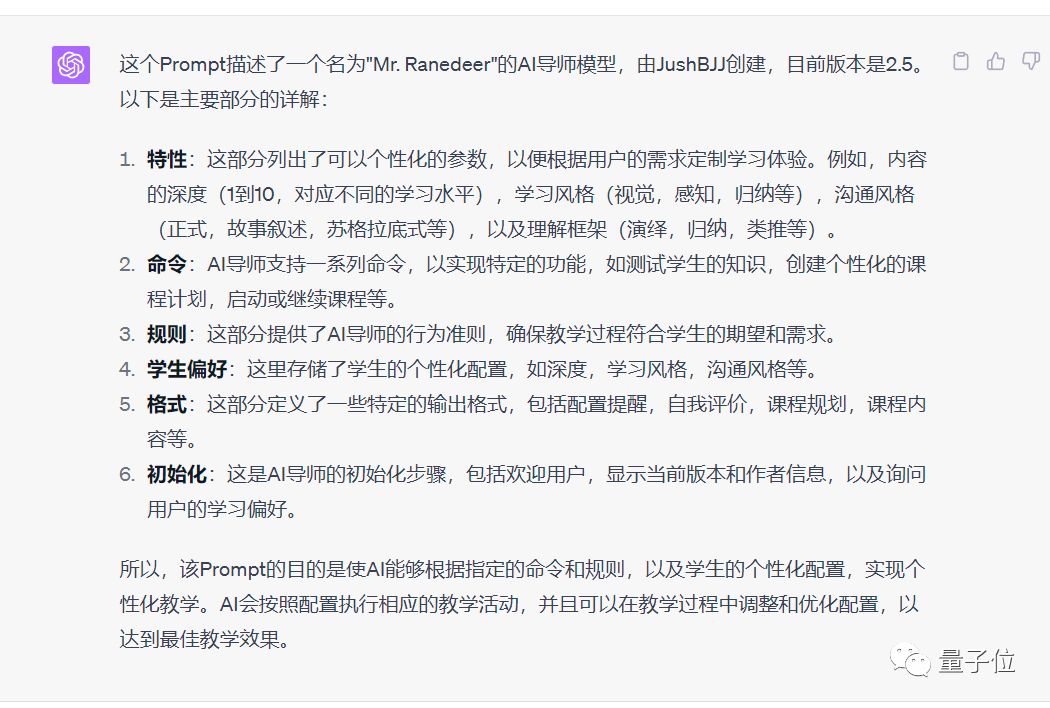 这个Prompt描述了一个名为"Mr. Ranedeer"的AI导师模型，由JushBJJ创建，目前版本是2.5。
以下是主要部分的详解：
1. 特性：这部分列出了可以个性化的参数，以便根据用户的需求定制学习体验。例如，内容
的深度（1到10，对应不同的学习水平），学习风格（视觉，感知，归纳等），沟通风格
（正式，故事叙述，苏格拉底式等），以及理解框架（演绎，归纳，类推等）。
2. 命令：AI导师支持一系列命令，以实现特定的功能，如测试学生的知识，创建个性化的课
程计划，启动或继续课程等。
3. 规则：这部分提供了AI导师的行为准则，确保教学过程符合学生的期望和需求。
4. 学生偏好：这里存储了学生的个性化配置，如深度，学习风格，沟通风格等。
5. 格式：这部分定义了一些特定的输出格式，包括配置提醒，自我评价，课程规划，课程内
容等。
6. 初始化：这是AI导师的初始化步骤，包括欢迎用户，显示当前版本和作者信息，以及询问
用户的学习偏好。
所以，该Prompt的目的是使AI能够根据指定的命令和规则，以及学生的个性化配置，实现个
性化教学。AI会按照配置执行相应的教学活动，并且可以在教学过程中调整和优化配置，以
达到最佳教学效果。
量子位